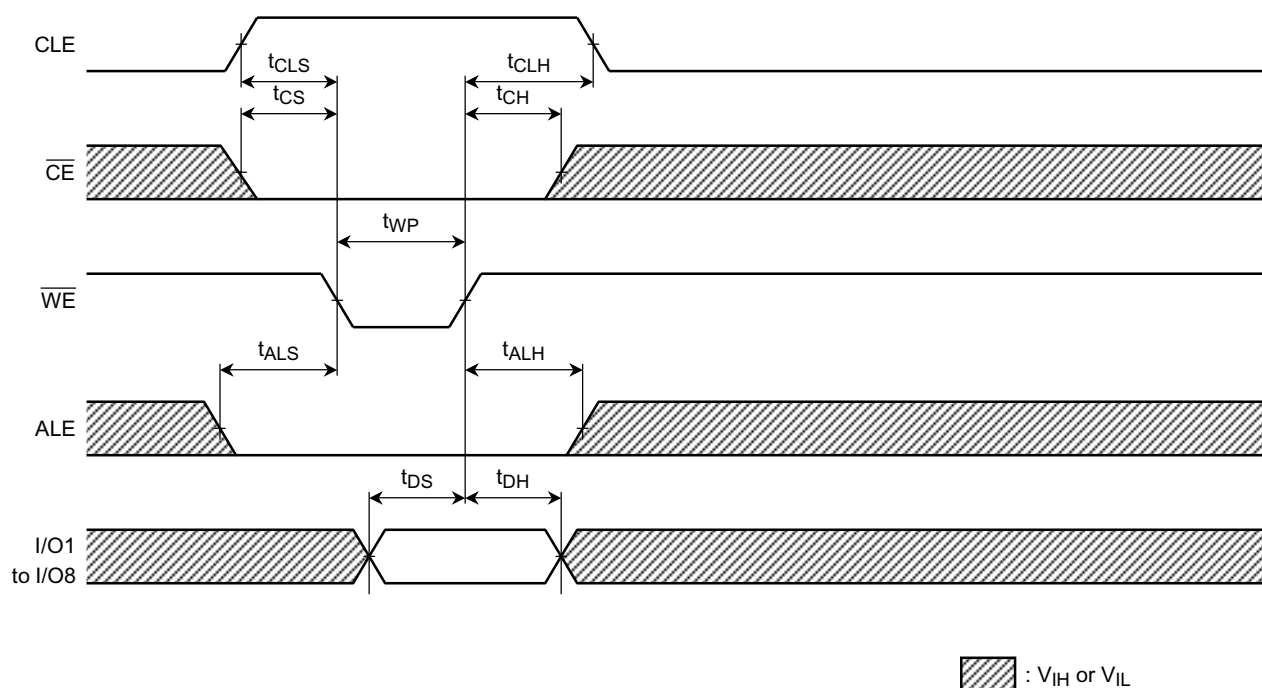 CLE
tCLS
tCLH
tCS
tCH
CE
tWP
WE
tALS
tALH
ALE
tDS
tDH
I/O1
to I/O8
: VIH or VIL